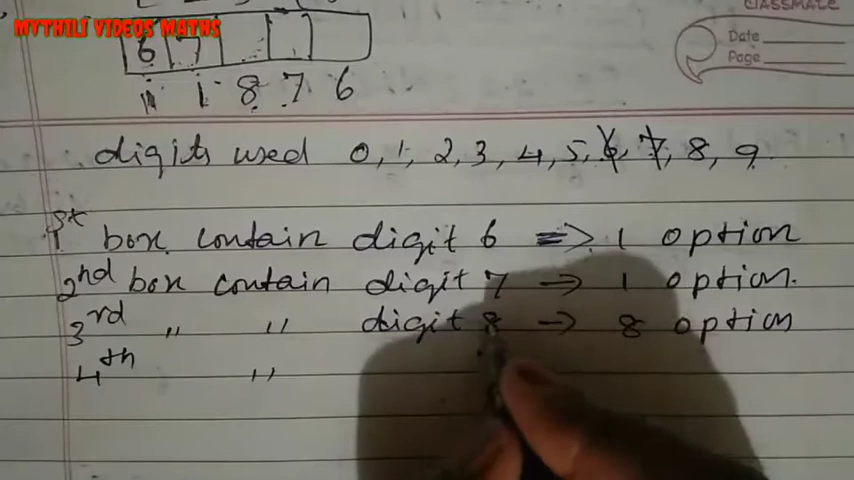 CLASSMATE
MYTHILI VIDEOS MATHS
Date
Page
6 7
1 1 8 7 6
digits used 0, 1, 2, 3, 4, 5, 6, 7, 8, 9
1st box contain digit 6 => 1 option
2nd box contain digit 7 -> 1 option.
3rd " " digit 8 -> 8 option
4th "